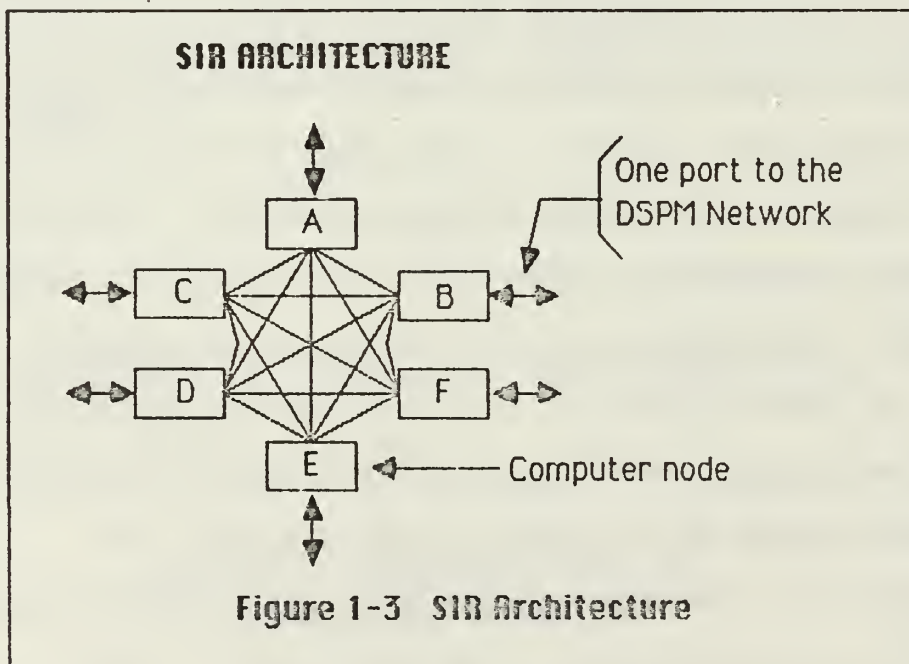 SIR ARCHITECTURE
One port to the
DSPM Network
A
C
B
D
F
E
Computer node
Figure 1-3 SIR Architecture